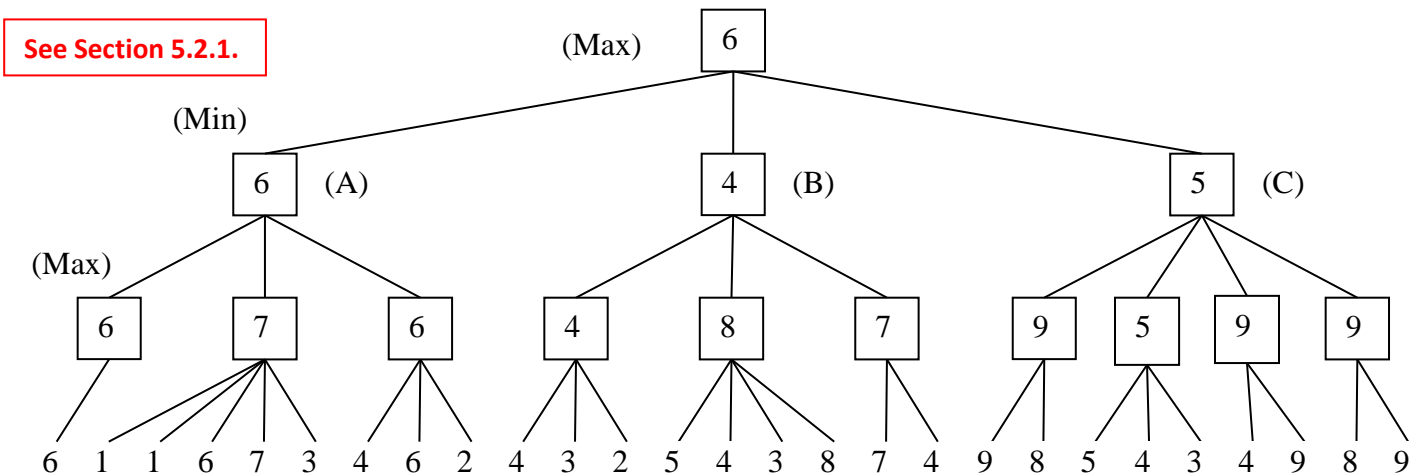 See Section 5.2.1.
(Max) 6
(Min)
6 (A) 4 (B) 5 (C)
(Max)
6 7 6 4 8 7 9 5 9 9
6 1 1 6 7 3 4 6 2 4 3 2 5 4 3 8 7 4 9 8 5 4 3 4 9 8 9